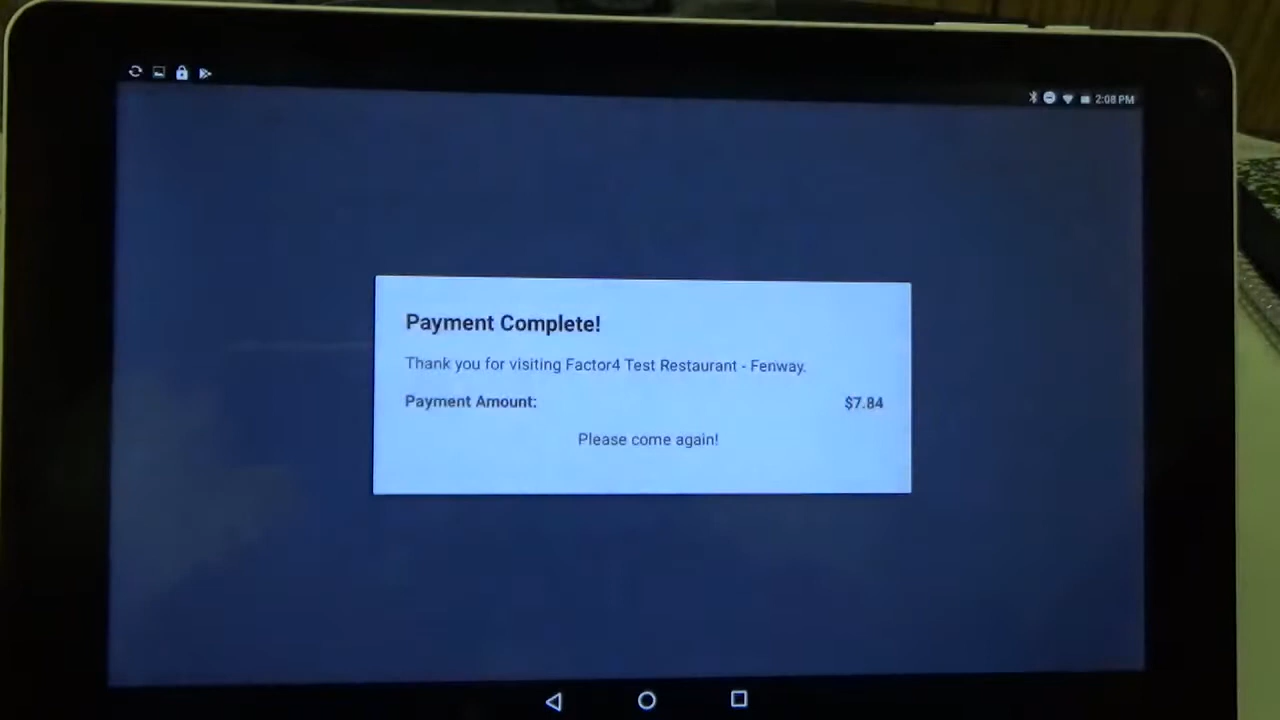 2:08 PM
Payment Complete!
Thank you for visiting Factor4 Test Restaurant - Fenway.
Payment Amount: $7.84
Please come again!